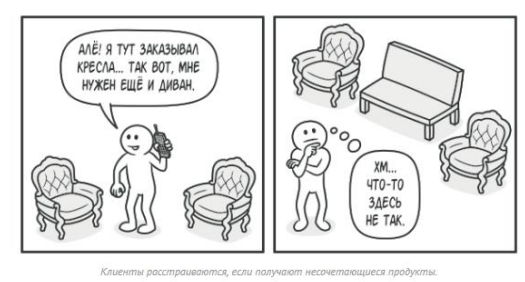 АЛЁ! Я ТУТ ЗАКАЗЫВАЛ
КРЕСЛА... ТАК ВОТ, МНЕ
НУЖЕН ЕЩЁ И ДИВАН.
ХМ...
ЧТО-ТО
ЗДЕСЬ
НЕ ТАК.
Клиенты расстраиваются, если получают несочетающиеся продукты.